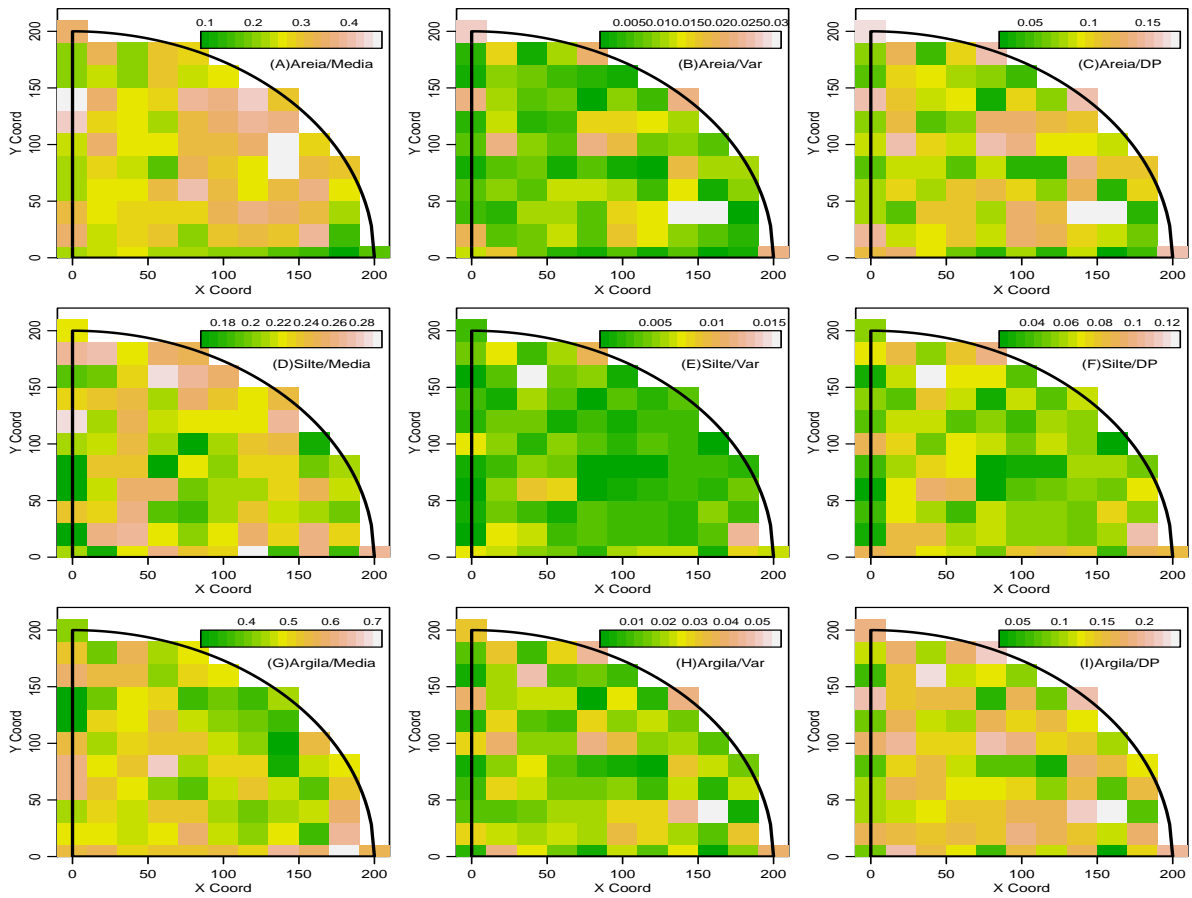 0.1 0.2 0.3 0.4
(A)Areia/Media
Y Coord
0 50 100 150 200
0 50 100 150 200
X Coord
0.005 0.01 0.015 0.02 0.025 0.03
(B)Areia/Var
Y Coord
0 50 100 150 200
0 50 100 150 200
X Coord
0.05 0.1 0.15
(C)Areia/DP
Y Coord
0 50 100 150 200
0 50 100 150 200
X Coord
0.18 0.2 0.22 0.24 0.26 0.28
(D)Silte/Media
Y Coord
0 50 100 150 200
0 50 100 150 200
X Coord
0.005 0.01 0.015
(E)Silte/Var
Y Coord
0 50 100 150 200
0 50 100 150 200
X Coord
0.04 0.06 0.08 0.1 0.12
(F)Silte/DP
Y Coord
0 50 100 150 200
0 50 100 150 200
X Coord
0.4 0.5 0.6 0.7
(G)Argila/Media
Y Coord
0 50 100 150 200
0 50 100 150 200
X Coord
0.01 0.02 0.03 0.04 0.05
(H)Argila/Var
Y Coord
0 50 100 150 200
0 50 100 150 200
X Coord
0.05 0.1 0.15 0.2
(I)Argila/DP
Y Coord
0 50 100 150 200
0 50 100 150 200
X Coord